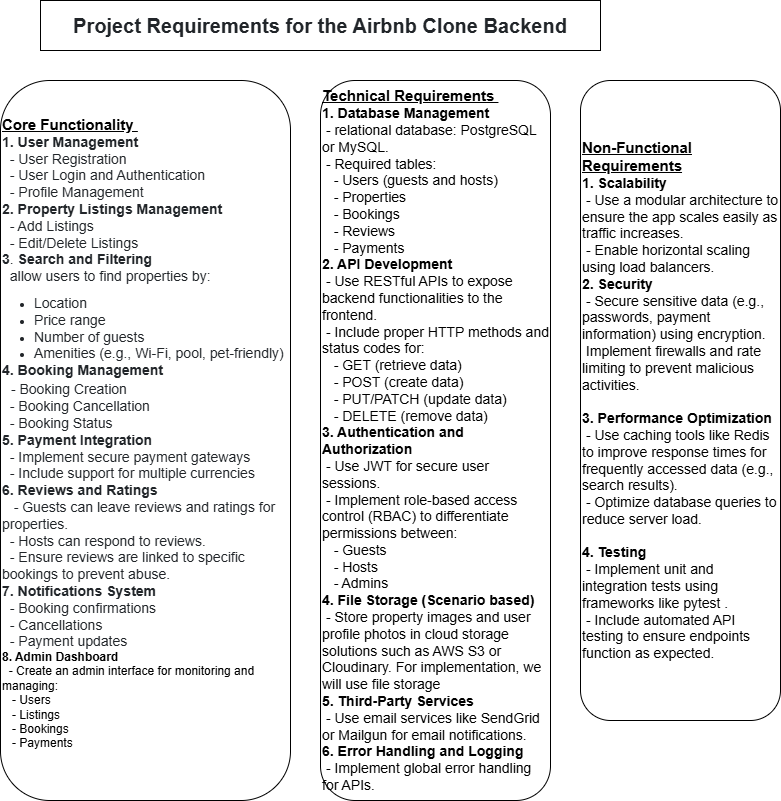 Project Requirements for the Airbnb Clone Backend
Core Functionality
1. User Management
- User Registration
- User Login and Authentication
- Profile Management
2. Property Listings Management
- Add Listings
- Edit/Delete Listings
3. Search and Filtering
allow users to find properties by:
• Location
• Price range
• Number of guests
• Amenities (e.g., Wi-Fi, pool, pet-friendly)
4. Booking Management
- Booking Creation
- Booking Cancellation
- Booking Status
5. Payment Integration
- Implement secure payment gateways
- Include support for multiple currencies
6. Reviews and Ratings
- Guests can leave reviews and ratings for
properties.
- Hosts can respond to reviews.
- Ensure reviews are linked to specific
bookings to prevent abuse.
7. Notifications System
- Booking confirmations
- Cancellations
- Payment updates
8. Admin Dashboard
- Create an admin interface for monitoring and
managing:
- Users
- Listings
- Bookings
- Payments
Technical Requirements
1. Database Management
- relational database: PostgreSQL
or MySQL.
- Required tables:
- Users (guests and hosts)
- Properties
- Bookings
- Reviews
- Payments
2. API Development
- Use RESTful APIs to expose
backend functionalities to the
frontend.
- Include proper HTTP methods and
status codes for:
- GET (retrieve data)
- POST (create data)
- PUT/PATCH (update data)
- DELETE (remove data)
3. Authentication and
Authorization
- Use JWT for secure user
sessions.
- Implement role-based access
control (RBAC) to differentiate
permissions between:
- Guests
- Hosts
- Admins
4. File Storage (Scenario based)
- Store property images and user
profile photos in cloud storage
solutions such as AWS S3 or
Cloudinary. For implementation, we
will use file storage
5. Third-Party Services
- Use email services like SendGrid
or Mailgun for email notifications.
6. Error Handling and Logging
- Implement global error handling
for APIs.
Non-Functional
Requirements
1. Scalability
- Use a modular architecture to
ensure the app scales easily as
traffic increases.
- Enable horizontal scaling
using load balancers.
2. Security
- Secure sensitive data (e.g.,
passwords, payment
information) using encryption.
Implement firewalls and rate
limiting to prevent malicious
activities.
3. Performance Optimization
- Use caching tools like Redis
to improve response times for
frequently accessed data (e.g.,
search results).
- Optimize database queries to
reduce server load.
4. Testing
- Implement unit and
integration tests using
frameworks like pytest .
- Include automated API
testing to ensure endpoints
function as expected.